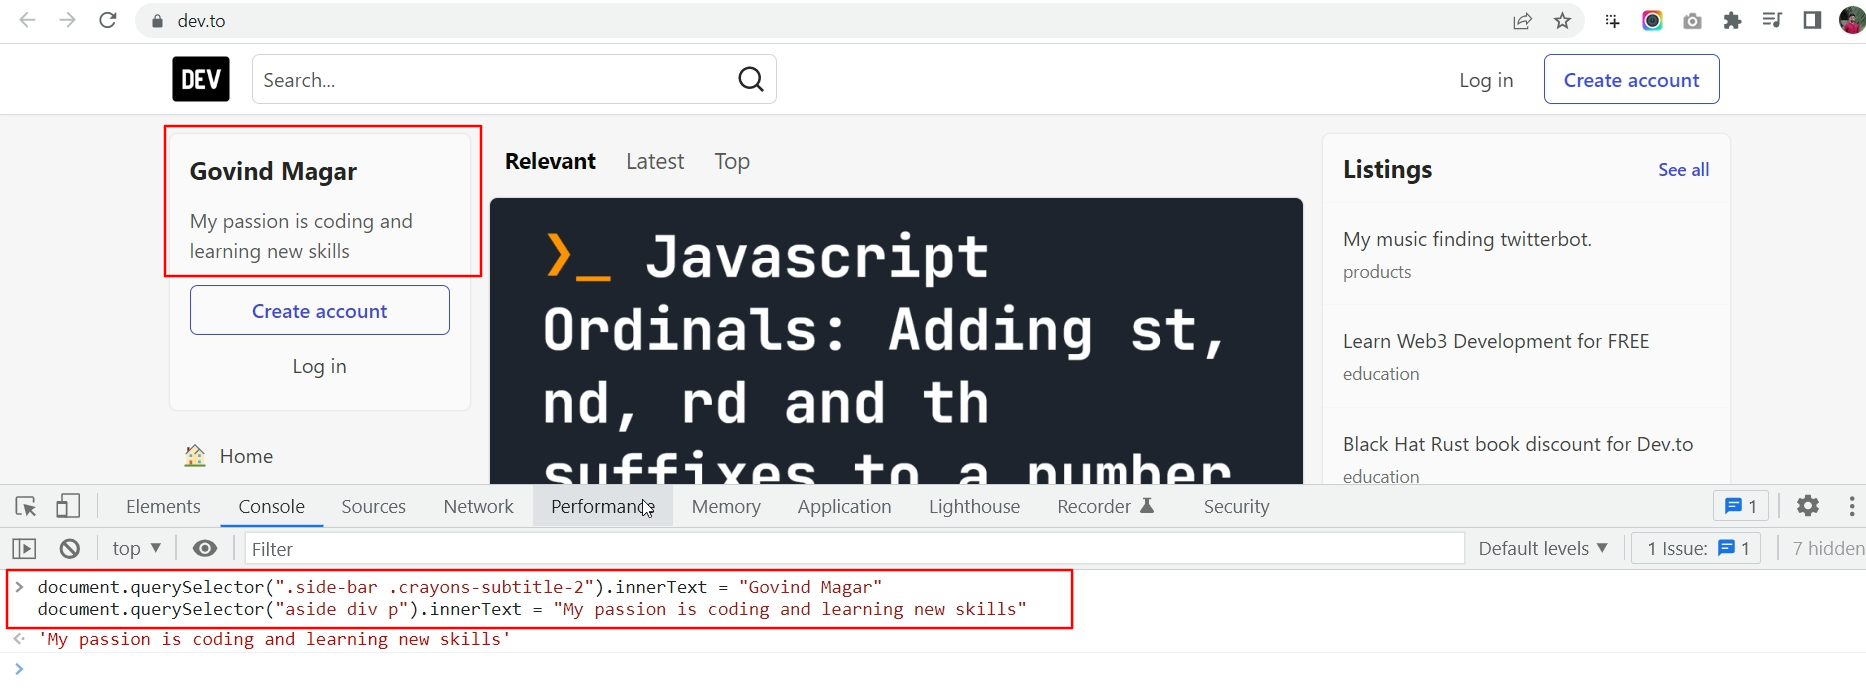 dev.to
DEV
Search...
Log in
Create account
Govind Magar
My passion is coding and
learning new skills
Create account
Log in
Home
Relevant Latest Top
❯_ Javascript
Ordinals: Adding st,
nd, rd and th
suffixes to a number
Listings
See all
My music finding twitterbot.
products
Learn Web3 Development for FREE
education
Black Hat Rust book discount for Dev.to
education
Elements Console Sources Network Performance Memory Application Lighthouse Recorder Security 1
top ▼ Filter Default levels ▼ 1 Issue: 1 7 hidden
> document.querySelector(".side-bar .crayons-subtitle-2").innerText = "Govind Magar"
document.querySelector("aside div p").innerText = "My passion is coding and learning new skills"
'My passion is coding and learning new skills'
>